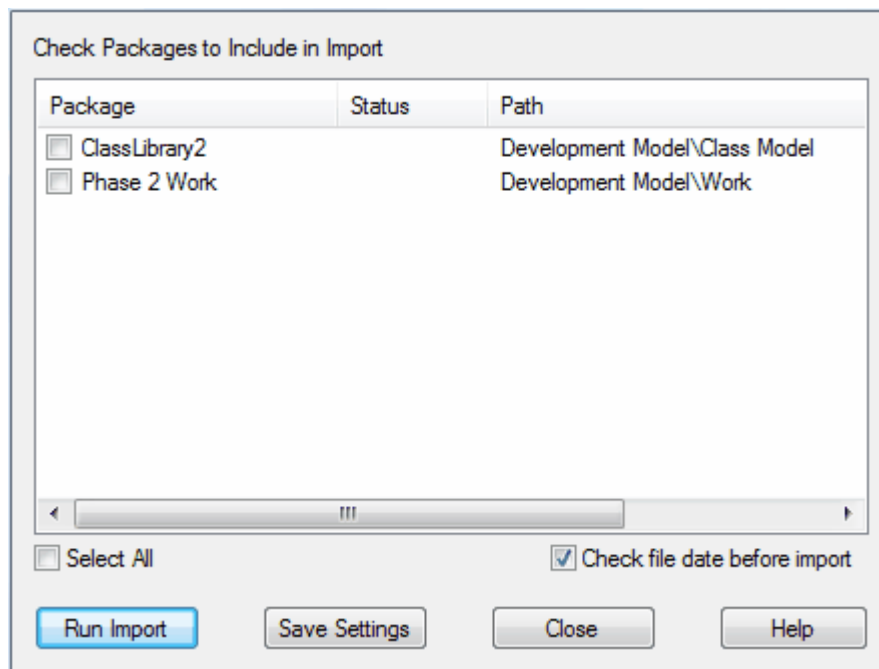 Check Packages to Include in Import
Package Status Path
ClassLibrary2 Development Model\Class Model
Phase 2 Work Development Model\Work
Select All Check file date before import
Run Import Save Settings Close Help